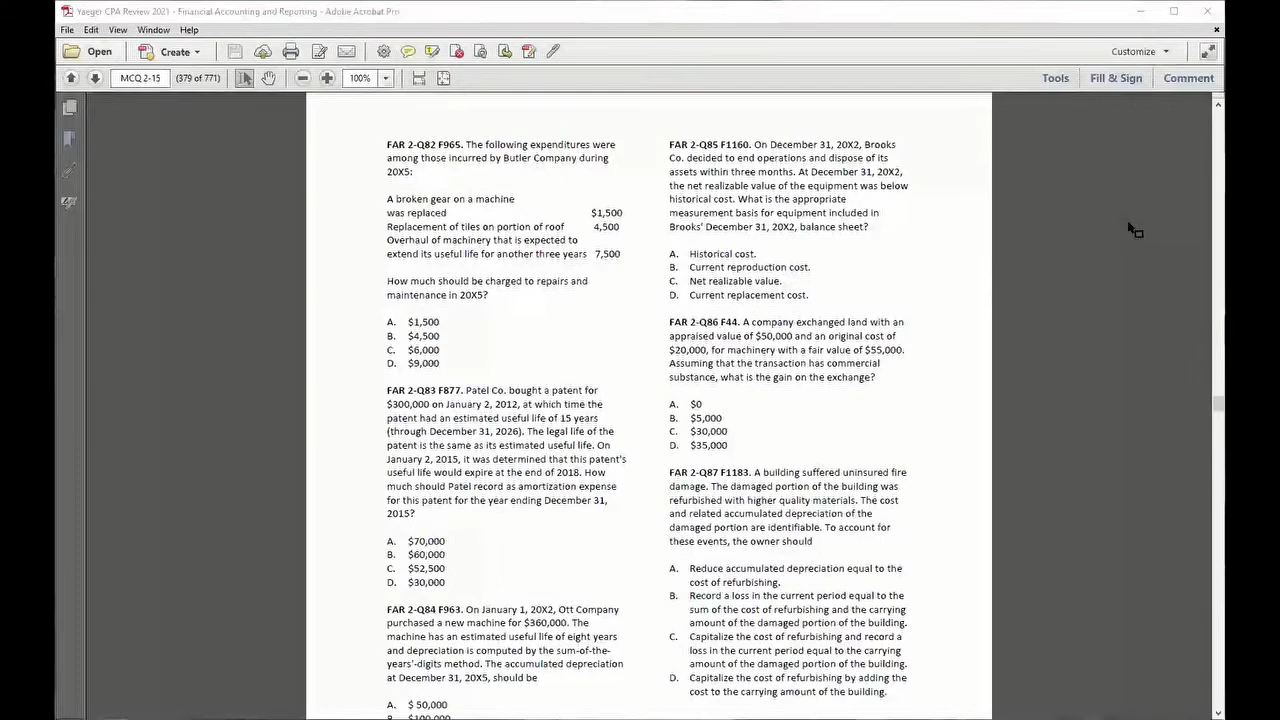 Yaeger CPA Review 2021 - Financial Accounting and Reporting - Adobe Acrobat Pro
File Edit View Window Help
Open Create Customize
MCQ 2-15 (379 of 771) 100% Tools Fill & Sign Comment
FAR 2-Q82 F965. The following expenditures were
among those incurred by Butler Company during
20X5:
A broken gear on a machine
was replaced $1,500
Replacement of tiles on portion of roof 4,500
Overhaul of machinery that is expected to
extend its useful life for another three years 7,500
How much should be charged to repairs and
maintenance in 20X5?
A. $1,500
B. $4,500
C. $6,000
D. $9,000
FAR 2-Q83 F877. Patel Co. bought a patent for
$300,000 on January 2, 2012, at which time the
patent had an estimated useful life of 15 years
(through December 31, 2026). The legal life of the
patent is the same as its estimated useful life. On
January 2, 2015, it was determined that this patent's
useful life would expire at the end of 2018. How
much should Patel record as amortization expense
for this patent for the year ending December 31,
2015?
A. $70,000
B. $60,000
C. $52,500
D. $30,000
FAR 2-Q84 F963. On January 1, 20X2, Ott Company
purchased a new machine for $360,000. The
machine has an estimated useful life of eight years
and depreciation is computed by the sum-of-the-
years'-digits method. The accumulated depreciation
at December 31, 20X5, should be
A. $ 50,000
B. $100,000
FAR 2-Q85 F1160. On December 31, 20X2, Brooks
Co. decided to end operations and dispose of its
assets within three months. At December 31, 20X2,
the net realizable value of the equipment was below
historical cost. What is the appropriate
measurement basis for equipment included in
Brooks' December 31, 20X2, balance sheet?
A. Historical cost.
B. Current reproduction cost.
C. Net realizable value.
D. Current replacement cost.
FAR 2-Q86 F44. A company exchanged land with an
appraised value of $50,000 and an original cost of
$20,000, for machinery with a fair value of $55,000.
Assuming that the transaction has commercial
substance, what is the gain on the exchange?
A. $0
B. $5,000
C. $30,000
D. $35,000
FAR 2-Q87 F1183. A building suffered uninsured fire
damage. The damaged portion of the building was
refurbished with higher quality materials. The cost
and related accumulated depreciation of the
damaged portion are identifiable. To account for
these events, the owner should
A. Reduce accumulated depreciation equal to the
cost of refurbishing.
B. Record a loss in the current period equal to the
sum of the cost of refurbishing and the carrying
amount of the damaged portion of the building.
C. Capitalize the cost of refurbishing and record a
loss in the current period equal to the carrying
amount of the damaged portion of the building.
D. Capitalize the cost of refurbishing by adding the
cost to the carrying amount of the building.